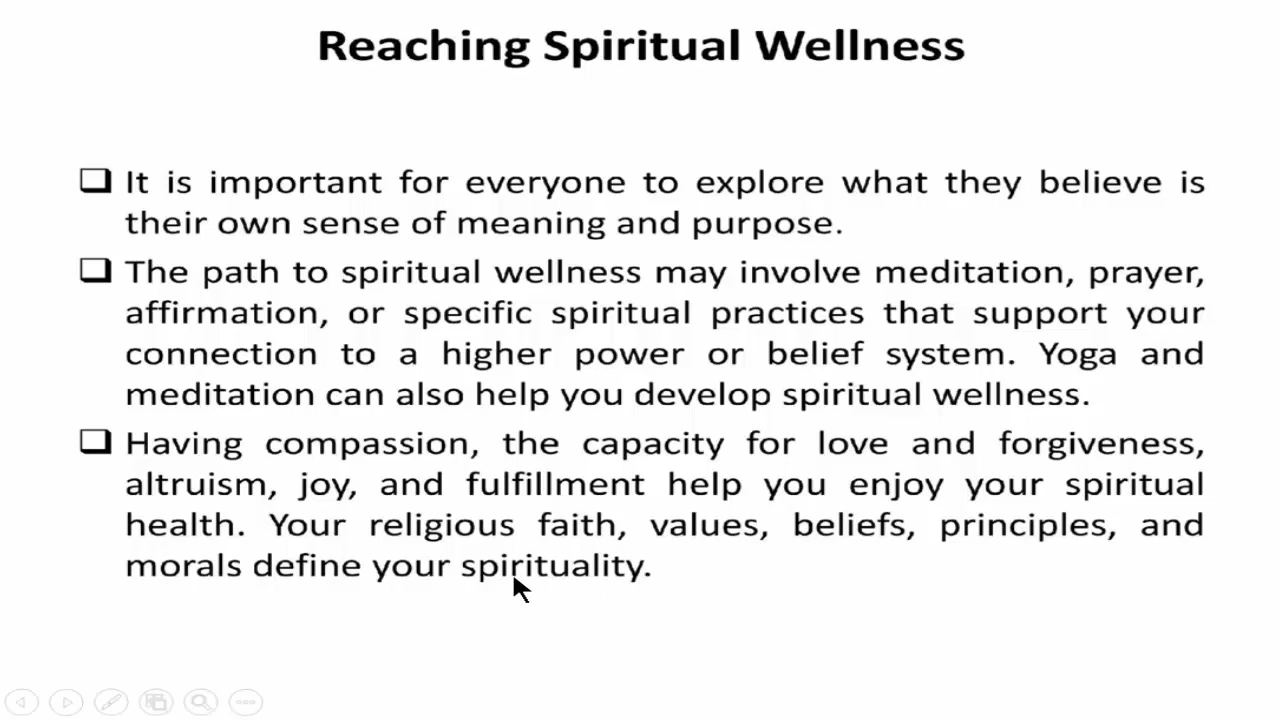 Reaching Spiritual Wellness
❑ It is important for everyone to explore what they believe is
their own sense of meaning and purpose.
❑ The path to spiritual wellness may involve meditation, prayer,
affirmation, or specific spiritual practices that support your
connection to a higher power or belief system. Yoga and
meditation can also help you develop spiritual wellness.
❑ Having compassion, the capacity for love and forgiveness,
altruism, joy, and fulfillment help you enjoy your spiritual
health. Your religious faith, values, beliefs, principles, and
morals define your spirituality.